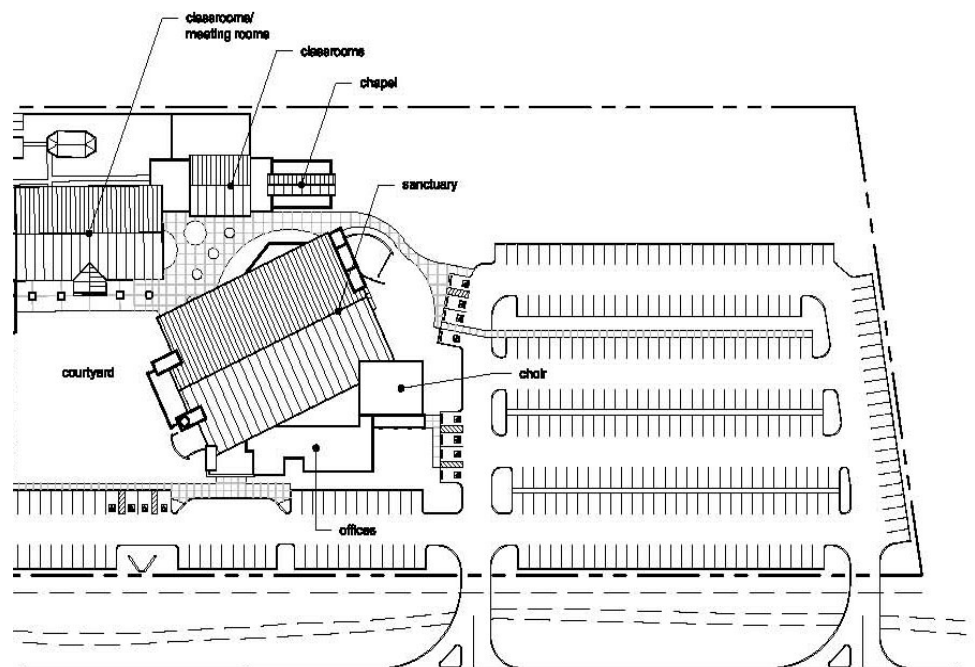 classrooms/
meeting rooms
classrooms
chapel
sanctuary
courtyard
choir
offices